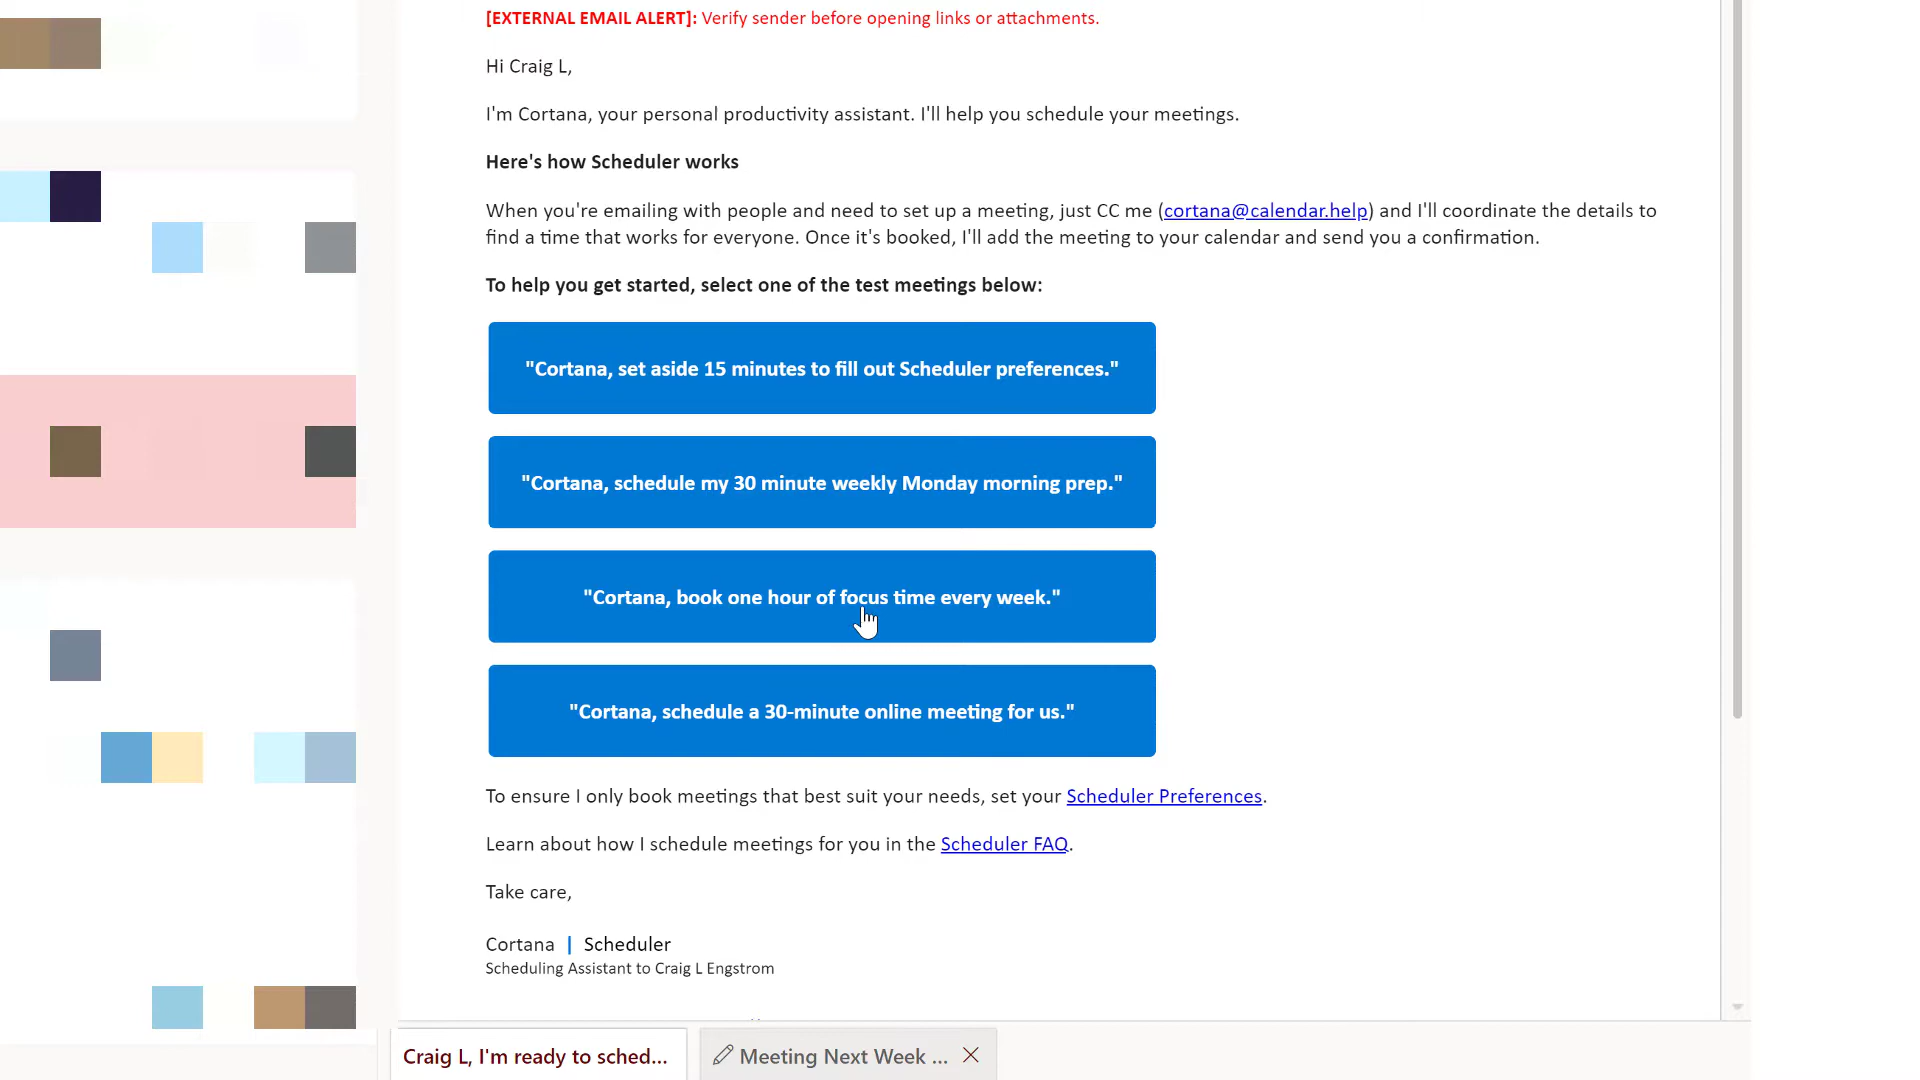 [EXTERNAL EMAIL ALERT]: Verify sender before opening links or attachments.
Hi Craig L,
I'm Cortana, your personal productivity assistant. I'll help you schedule your meetings.
Here's how Scheduler works
When you're emailing with people and need to set up a meeting, just CC me (cortana@calendar.help) and I'll coordinate the details to
find a time that works for everyone. Once it's booked, I'll add the meeting to your calendar and send you a confirmation.
To help you get started, select one of the test meetings below:
"Cortana, set aside 15 minutes to fill out Scheduler preferences."
"Cortana, schedule my 30 minute weekly Monday morning prep."
"Cortana, book one hour of focus time every week."
"Cortana, schedule a 30-minute online meeting for us."
To ensure I only book meetings that best suit your needs, set your Scheduler Preferences.
Learn about how I schedule meetings for you in the Scheduler FAQ.
Take care,
Cortana | Scheduler
Scheduling Assistant to Craig L Engstrom
Craig L, I'm ready to sched...
Meeting Next Week ...